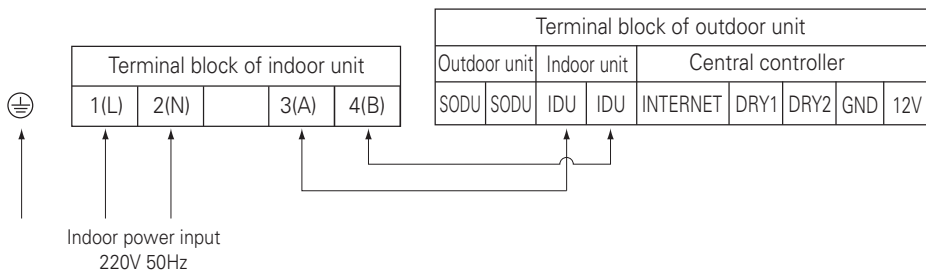 Terminal block of outdoor unit
Outdoor unit Indoor unit Central controller
SODU SODU IDU IDU INTERNET DRY1 DRY2 GND 12V
Terminal block of indoor unit
1(L) 2(N) 3(A) 4(B)
Indoor power input
220V 50Hz